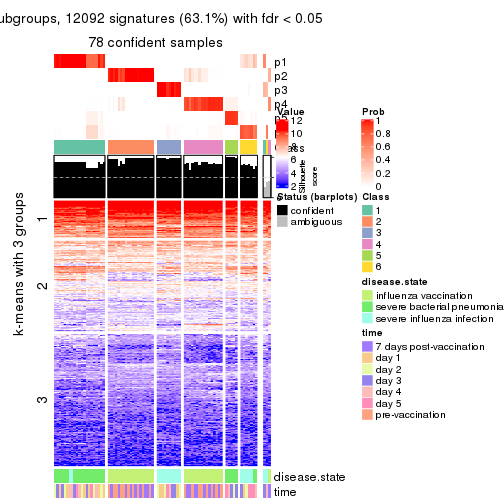 ubgroups, 12092 signatures (63.1%) with fdr < 0.05
78 confident samples
p1
p2
p3
p4
Value
12
10
8
6
4
2
Silhouette
score
Prob
1
0.8
0.6
0.4
0.2
0
Status (barplots)
confident
ambiguous
Class
1
2
3
4
5
6
disease.state
influenza vaccination
severe bacterial pneumonia
severe influenza infection
time
7 days post-vaccination
day 1
day 2
day 3
day 4
day 5
pre-vaccination
k-means with 3 groups
1
2
3
disease.state
time